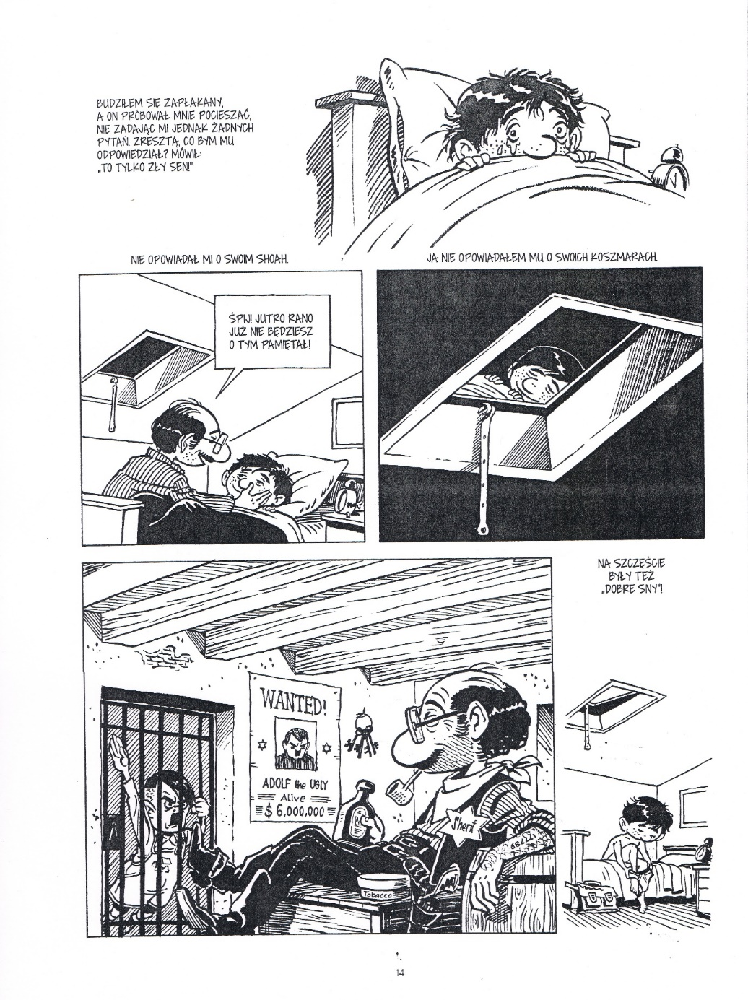 BUDZIŁEM SIĘ ZAPŁAKANY,
A ON PRÓBOWAŁ MNIE POCIESZAĆ,
NIE ZADAJĄC MI JEDNAK ŻADNYCH
PYTAŃ. ZRESZTĄ, CO BYM MU
ODPOWIEDZIAŁ? MÓWIŁ:
„TO TYLKO ZŁY SEN!"
NIE OPOWIADAŁ MI O SWOIM SHOAH.
JA NIE OPOWIADAŁEM MU O SWOICH KOSZMARACH.
ŚPIJ! JUTRO RANO
JUŻ NIE BĘDZIESZ
O TYM PAMIĘTAŁ!
NA SZCZĘŚCIE
BYŁY TEŻ
„DOBRE SNY"!
WANTED!
ADOLF the UGLY
Alive
$ 6,000,000
Sherif
Tobacco
14